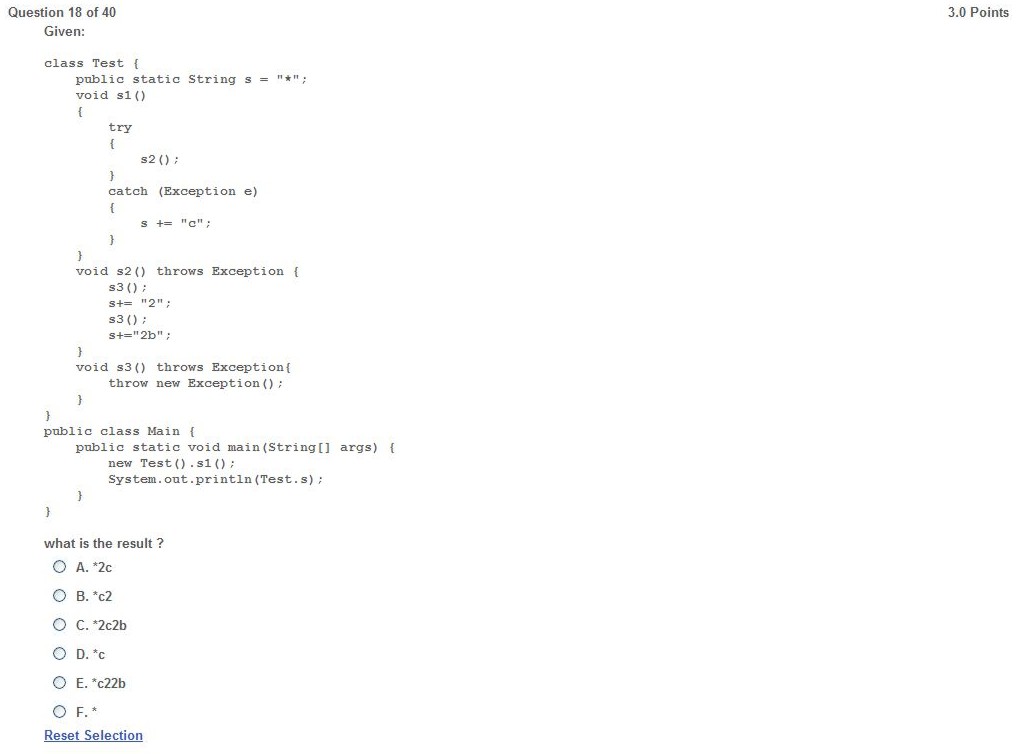 Question 18 of 40
3.0 Points
Given:
class Test {
public static String s = "*";
void s1()
{
try
{
s2();
}
catch (Exception e)
{
s += "c";
}
}
void s2() throws Exception {
s3();
s+= "2";
s3();
s+="2b";
}
void s3() throws Exception{
throw new Exception();
}
}
public class Main {
public static void main(String[] args) {
new Test().s1();
System.out.println(Test.s);
}
}
what is the result ?
A. *2c
B. *c2
C. *2c2b
D. *c
E. *c22b
F. *
Reset Selection